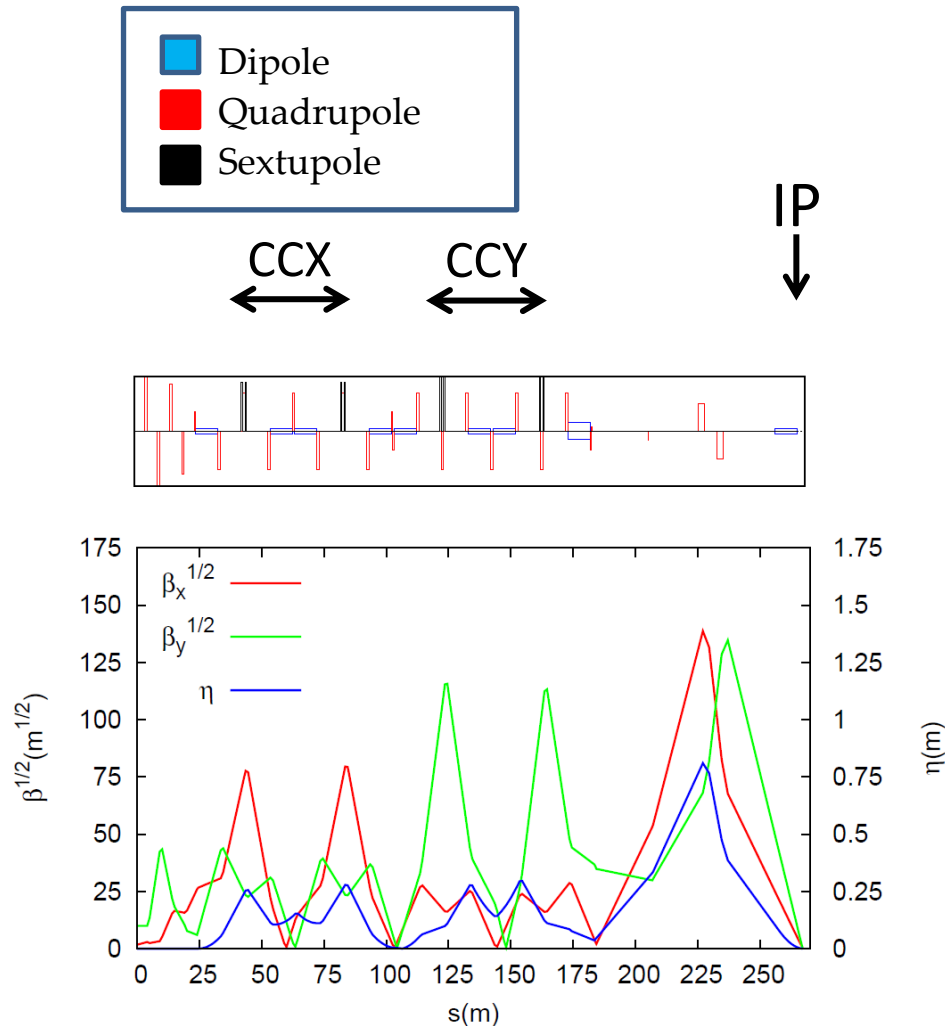 Dipole
Quadrupole
Sextupole
IP
CCX
CCY
β_x^{1/2}
β_y^{1/2}
η
175
150
125
100
75
50
25
0
β^{1/2}(m^{1/2})
1.75
1.5
1.25
1
0.75
0.5
0.25
0
η(m)
0 25 50 75 100 125 150 175 200 225 250
s(m)